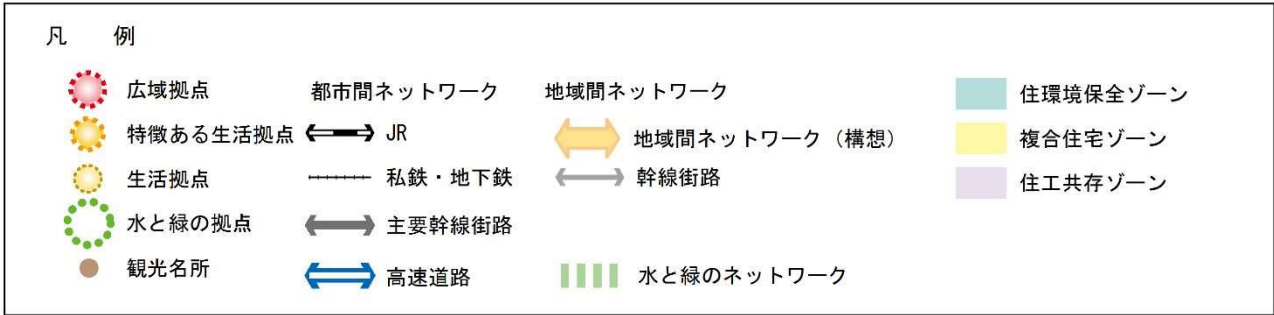 凡　例
広域拠点
特徴ある生活拠点
生活拠点
水と緑の拠点
観光名所
都市間ネットワーク
JR
私鉄・地下鉄
主要幹線街路
高速道路
地域間ネットワーク
地域間ネットワーク（構想）
幹線街路
水と緑のネットワーク
住環境保全ゾーン
複合住宅ゾーン
住工共存ゾーン